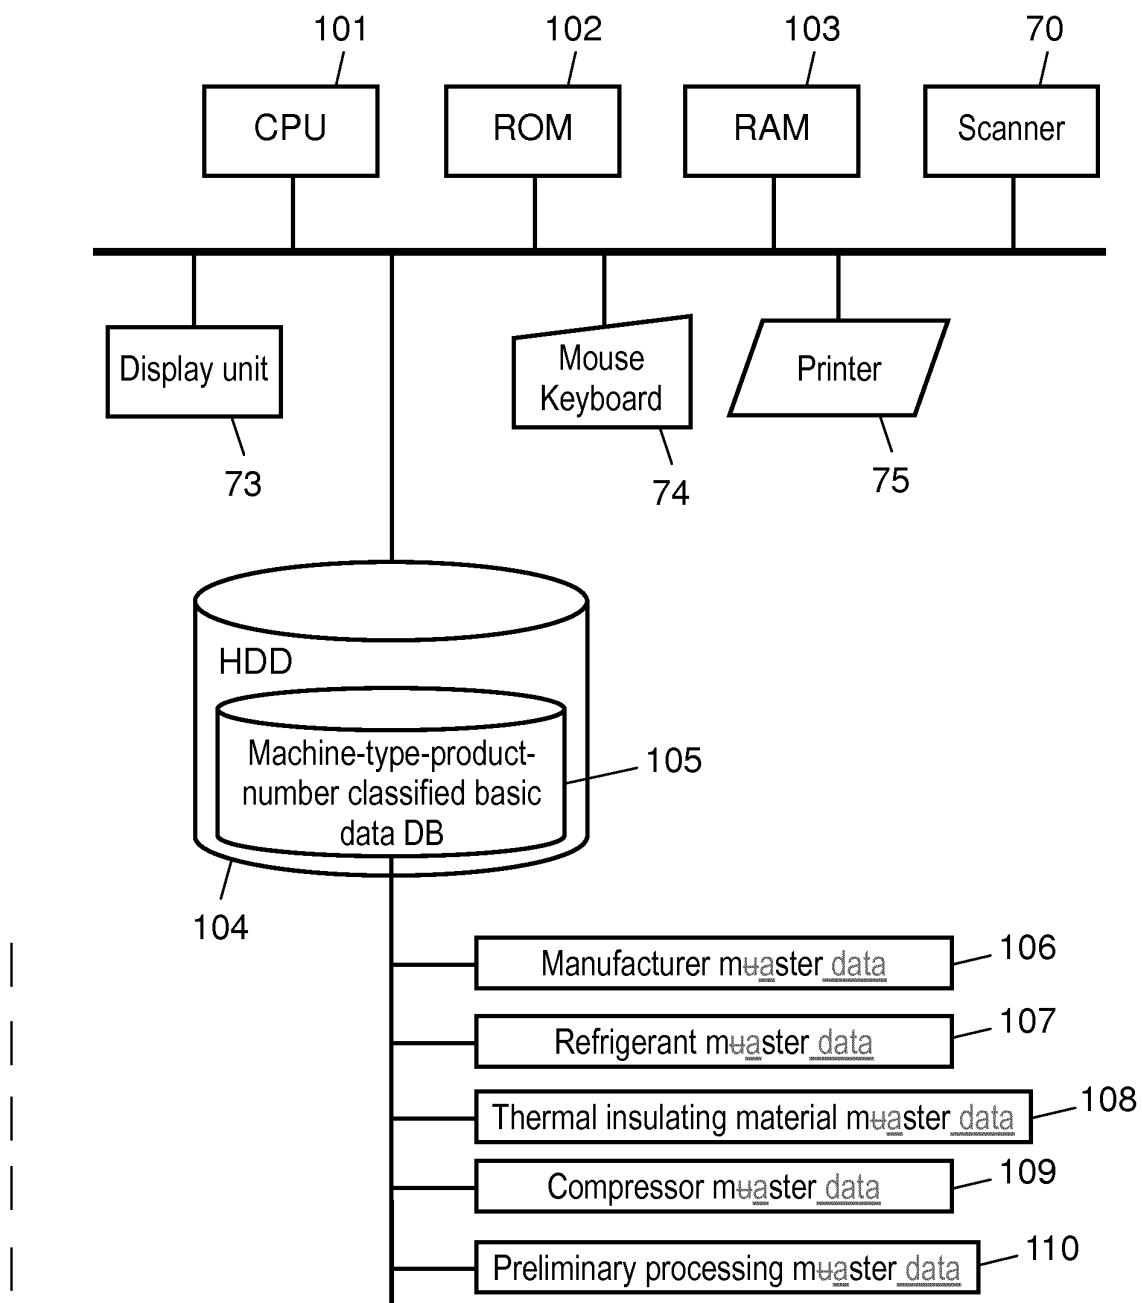 101
102
103
70
CPU
ROM
RAM
Scanner
Display unit
Mouse
Keyboard
Printer
73
74
75
HDD
Machine-type-product-
number classified basic
data DB
105
104
Manufacturer muaster data
106
Refrigerant muaster data
107
Thermal insulating material muaster data
108
Compressor muaster data
109
Preliminary processing muaster data
110